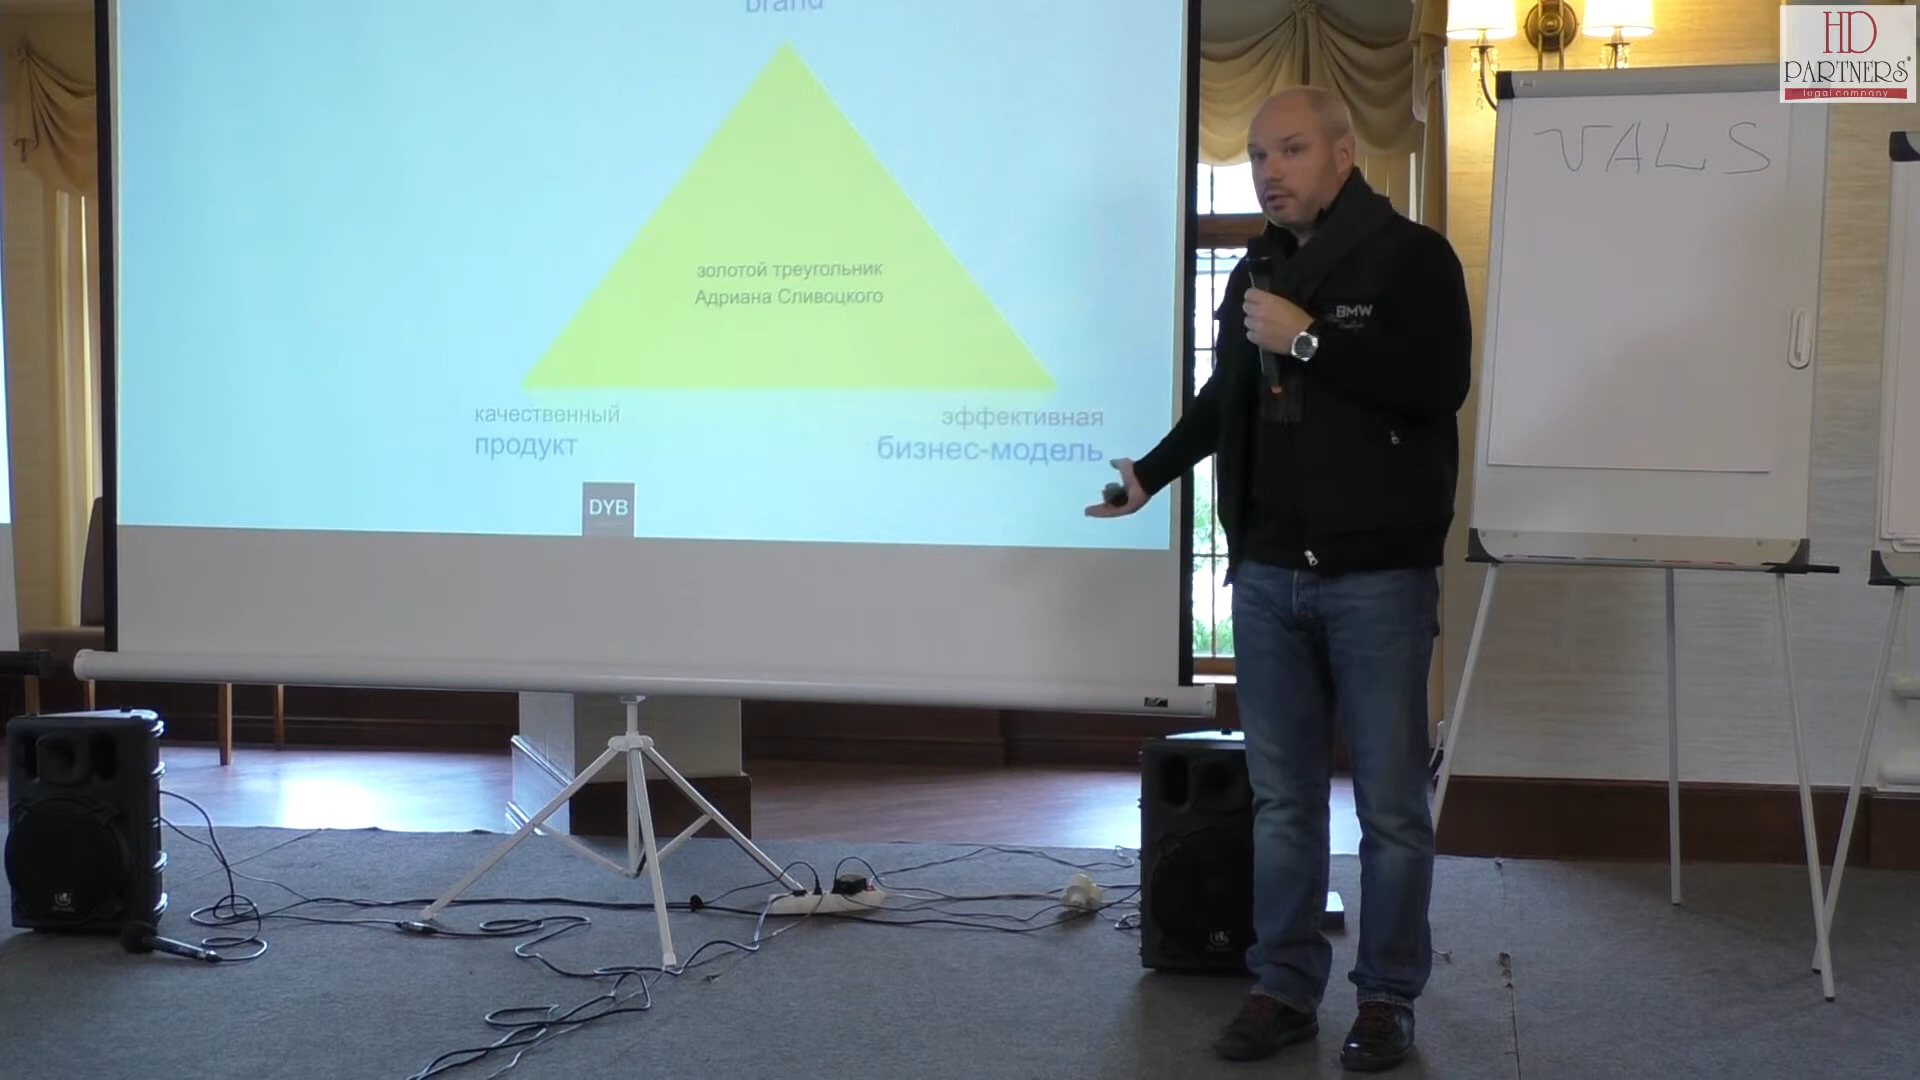 brand
золотой треугольник
Адриана Сливоцкого
качественный
продукт
эффективная
бизнес-модель
DYB
BMW
VALS
HD
PARTNERS®
legal company